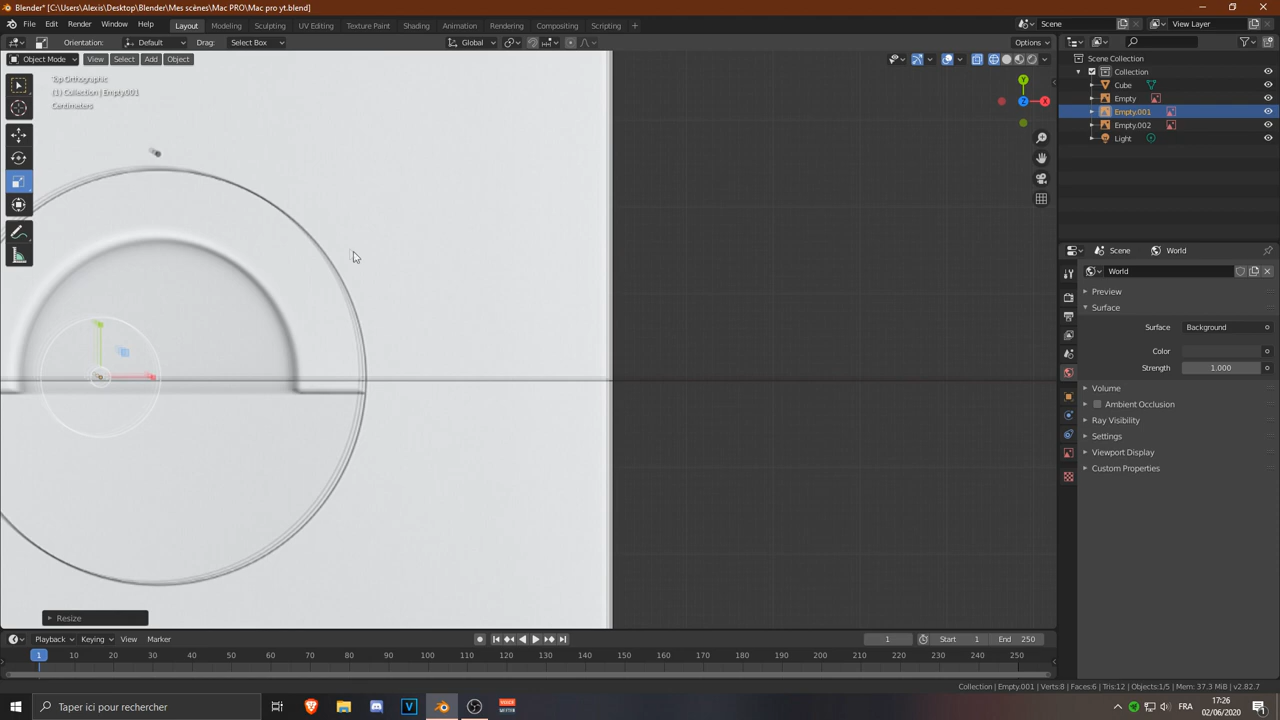 Blender* [C:\Users\Alexis\Desktop\Blender\Mes scènes\Mac PRO\Mac pro yt.blend]
File Edit Render Window Help Layout Modeling Sculpting UV Editing Texture Paint Shading Animation Rendering Compositing Scripting + Scene View Layer
Orientation: Default Drag: Select Box Global Options
Object Mode View Select Add Object
Top Orthographic
(1) Collection | Empty.001
Centimeters
Y
X
Z
Scene Collection
Collection
Cube
Empty
Empty.001
Empty.002
Light
Scene World
World
Preview
Surface
Surface Background
Color
Strength 1.000
Volume
Ambient Occlusion
Ray Visibility
Settings
Viewport Display
Custom Properties
Resize
Playback Keying View Marker 1 Start 1 End 250
1 10 20 30 40 50 60 70 80 90 100 110 120 130 140 150 160 170 180 190 200 210 220 230 240 250
Collection | Empty.001 | Verts:8 | Faces:6 | Tris:12 | Objects:1/5 | Mem: 37.3 MiB | v2.82.7
Taper ici pour rechercher
FRA
17:26
02/06/2020